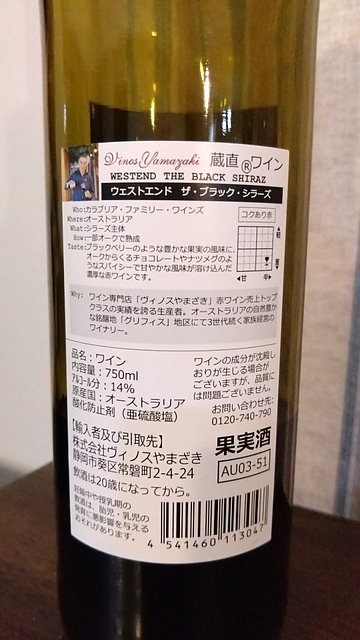 Vinos Yamazaki 蔵直®ワイン
WESTEND THE BLACK SHIRAZ
ウェストエンド ザ・ブラック・シラーズ
Who:カラブリア・ファミリー・ワインズ
Where:オーストラリア
What:シラーズ主体
How:一部オークで熟成
Taste:ブラックベリーのような豊かな果実の風味に、
オークからくるチョコレートやナツメグのよ
うなスパイシーで甘やかな風味が溶け込んだ
濃厚な赤ワインです。
コクあり赤
軽
重
甘
辛
Why: ワイン専門店「ヴィノスやまざき」赤ワイン売上トップ
クラスの実績を誇る生産者。オーストラリアの自然豊か
な銘醸地「グリフィス」地区にて3世代続く家族経営の
ワイナリー。
品名:ワイン
内容量:750ml
アルコール分:14%
原産国:オーストラリア
酸化防止剤(亜硫酸塩)
ワインの成分が沈殿し
おりが生じる場合が
ございますが、品質に
は問題ございません。
お問い合わせ先:
0120-740-790
【輸入者及び引取先】
株式会社ヴィノスやまざき
静岡市葵区常磐町2-4-24
飲酒は20歳になってから。
果実酒
AU03-51
妊娠中や授乳期の
飲酒は、胎児・乳児の
発育に悪影響を与える
おそれがあります。
4 541460 113047